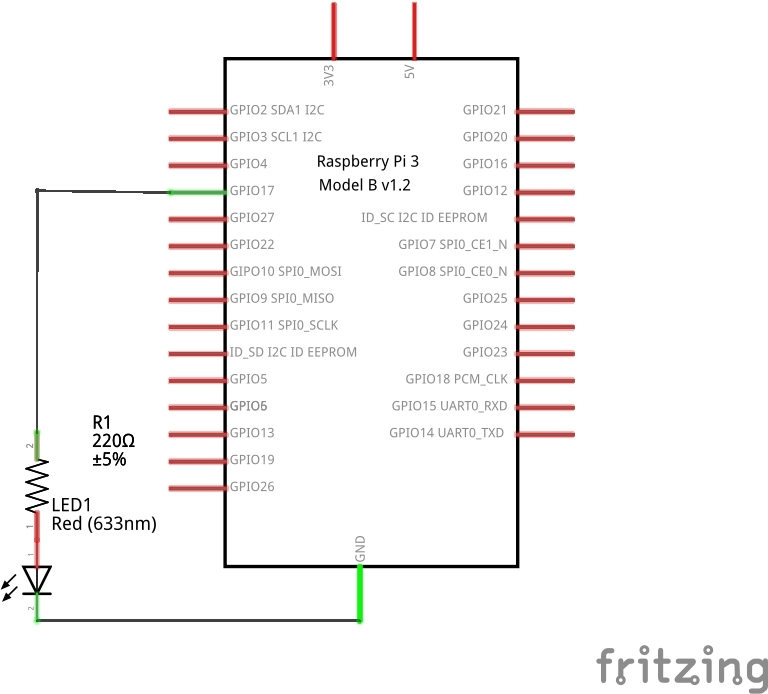 3V3 5V
GPIO2 SDA1 I2C GPIO21
GPIO3 SCL1 I2C GPIO20
GPIO4 GPIO16
Raspberry Pi 3
Model B v1.2
GPIO17 GPIO12
GPIO27 ID_SC I2C ID EEPROM
GPIO22 GPIO7 SPI0_CE1_N
GIPO10 SPI0_MOSI GPIO8 SPI0_CE0_N
GPIO9 SPI0_MISO GPIO25
GPIO11 SPI0_SCLK GPIO24
ID_SD I2C ID EEPROM GPIO23
GPIO5 GPIO18 PCM_CLK
GPIO6 GPIO15 UART0_RXD
GPIO13 GPIO14 UART0_TXD
GPIO19
GPIO26
R1
220Ω
±5%
2
1
LED1
Red (633nm)
1
2
GND
fritzing